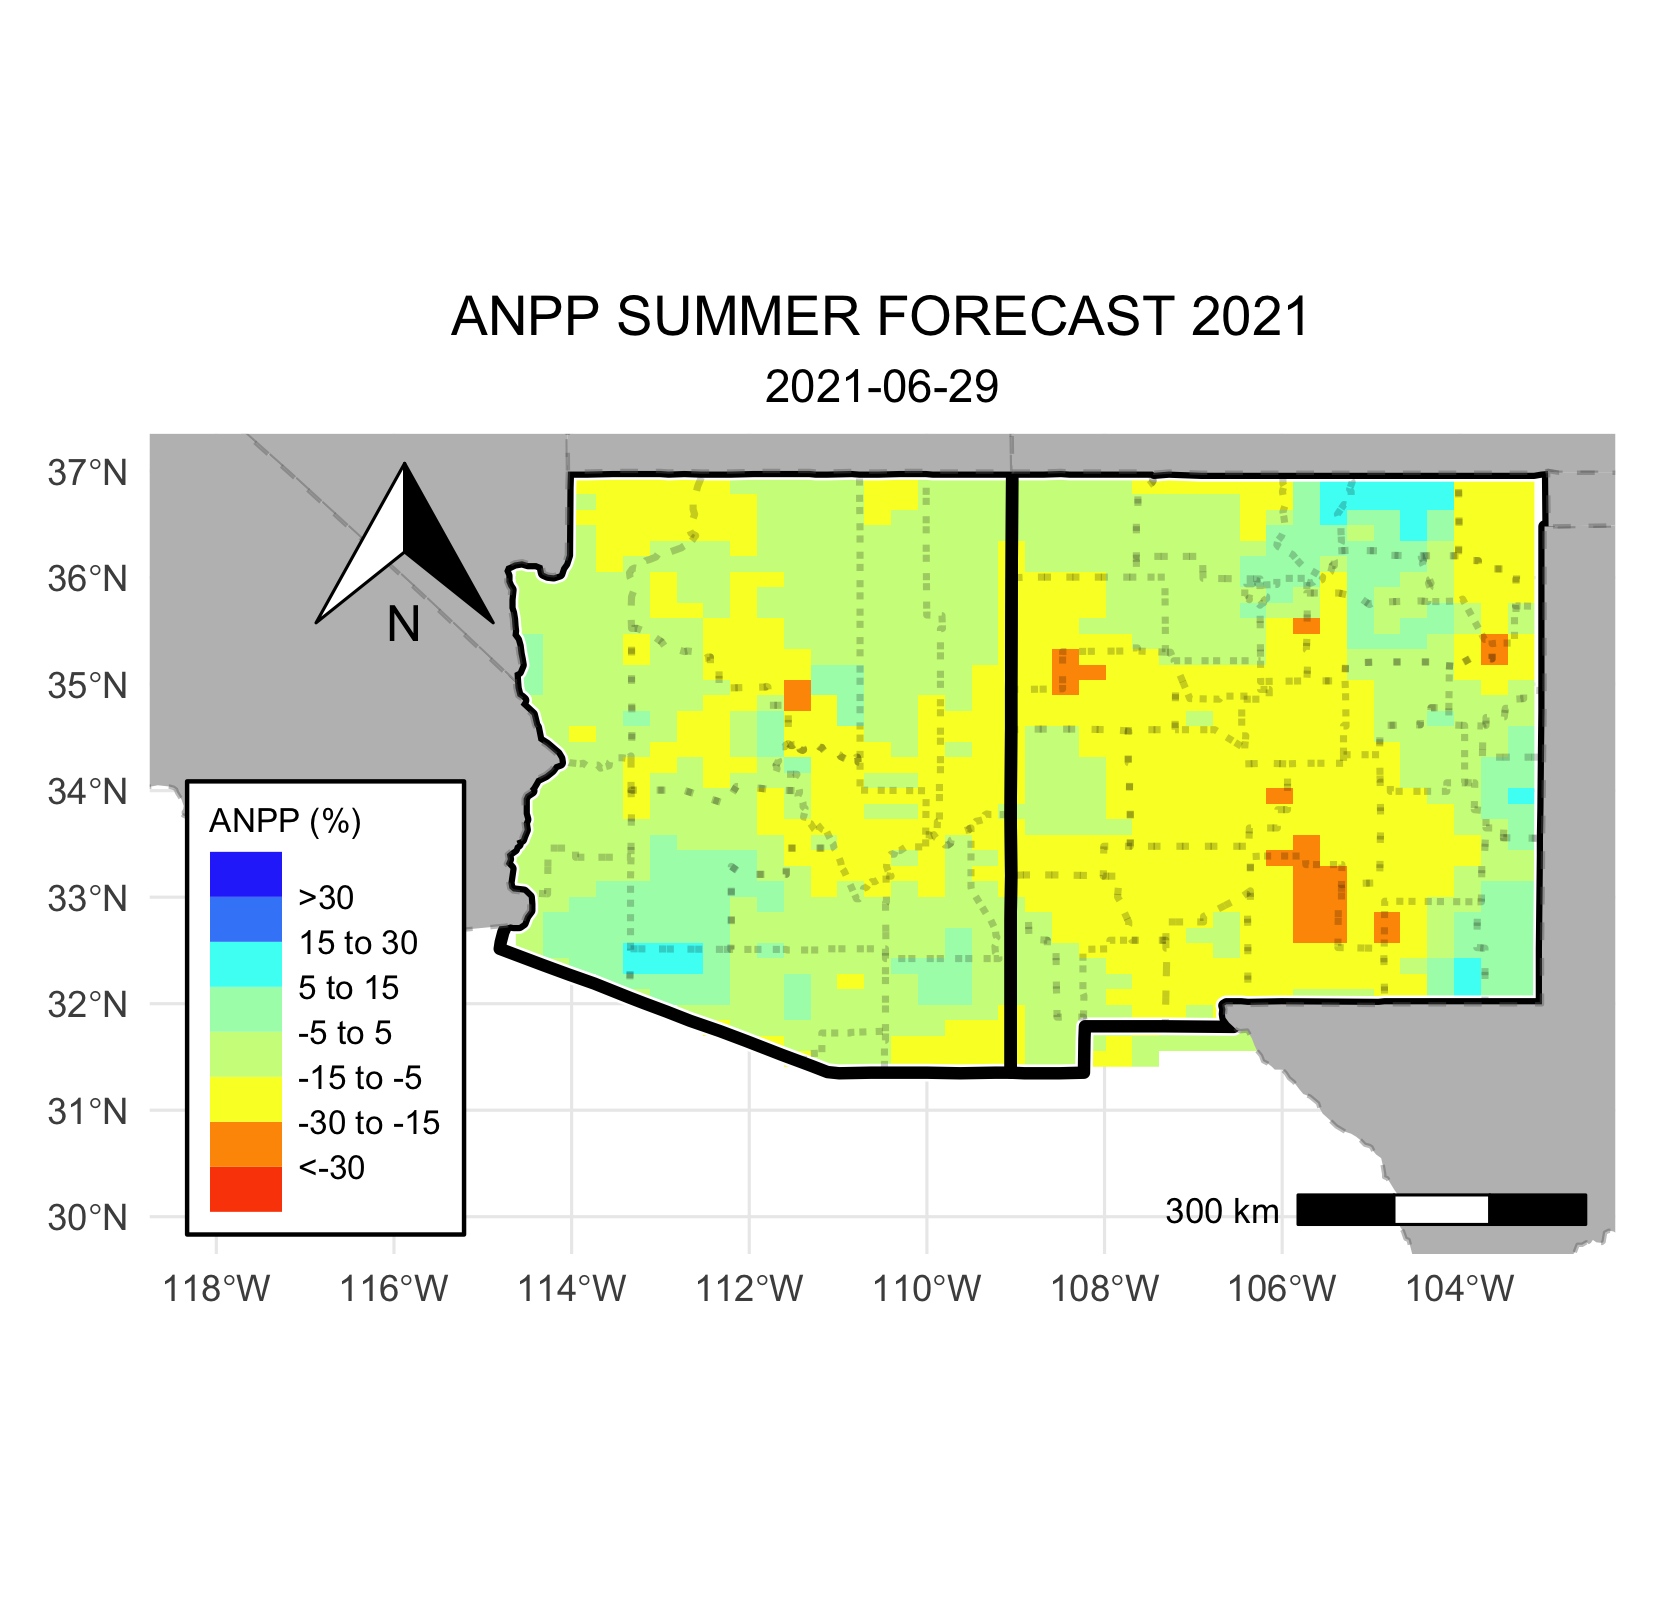 ANPP SUMMER FORECAST 2021
2021-06-29
37°N
36°N
35°N
34°N
33°N
32°N
31°N
30°N
N
ANPP (%)
>30
15 to 30
5 to 15
-5 to 5
-15 to -5
-30 to -15
<-30
300 km
118°W 116°W 114°W 112°W 110°W 108°W 106°W 104°W